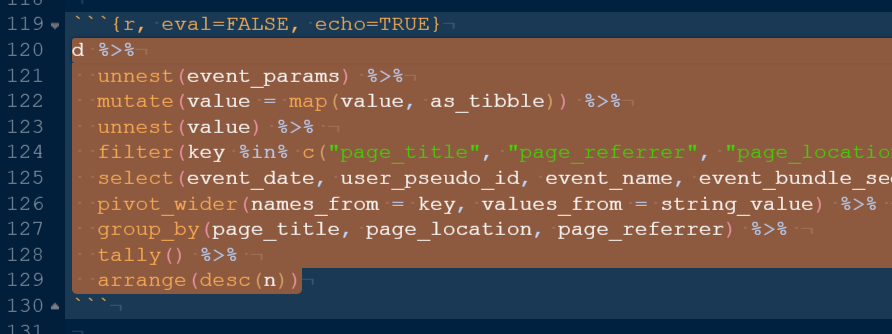 119 ```{r, eval=FALSE, echo=TRUE}
120 d %>%
121   unnest(event_params) %>%
122   mutate(value = map(value, as_tibble)) %>%
123   unnest(value) %>%
124   filter(key %in% c("page_title", "page_referrer", "page_locatio
125   select(event_date, user_pseudo_id, event_name, event_bundle_se
126   pivot_wider(names_from = key, values_from = string_value) %>%
127   group_by(page_title, page_location, page_referrer) %>%
128   tally() %>%
129   arrange(desc(n))
130 ```
131